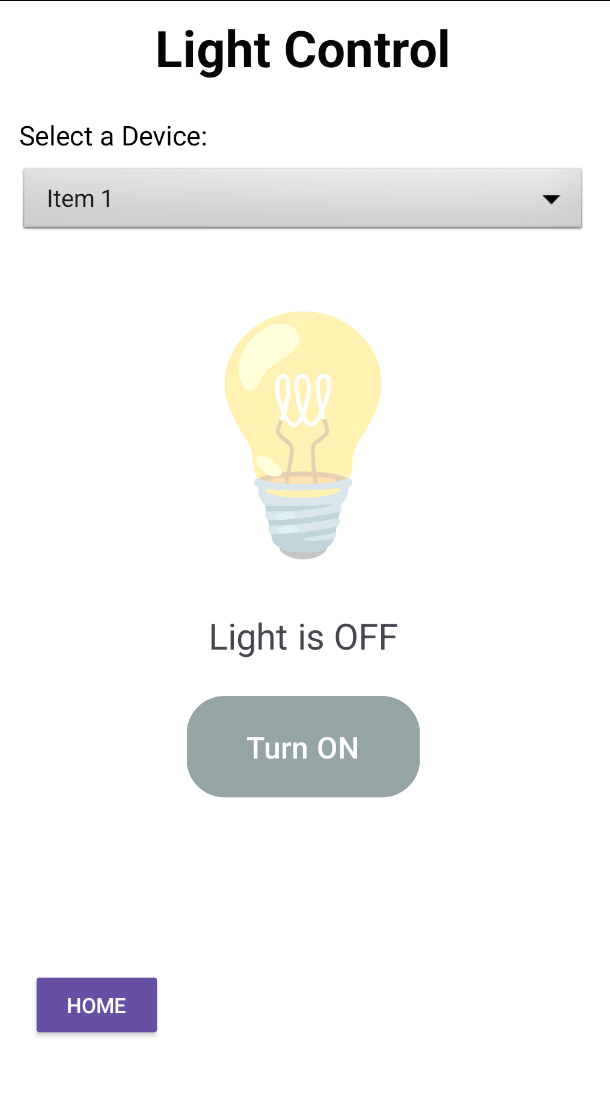 Light Control
Select a Device:
Item 1
Light is OFF
Turn ON
HOME